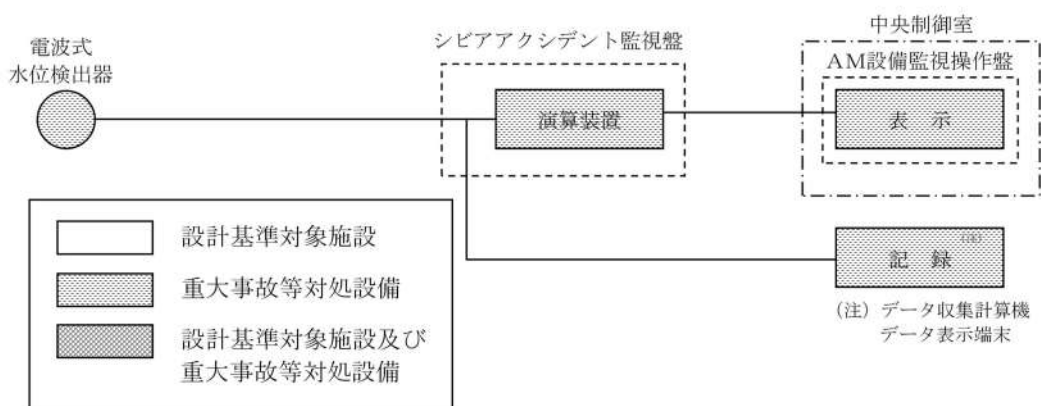 中央制御室
シビアアクシデント監視盤
電波式
水位検出器
AM設備監視操作盤
演算装置
表 示
記 録 (注)
(注) データ収集計算機
データ表示端末
設計基準対象施設
重大事故等対処設備
設計基準対象施設及び
重大事故等対処設備